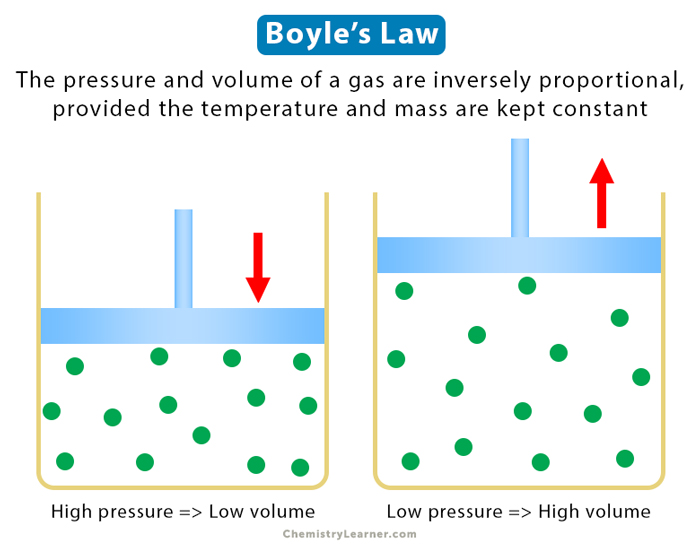 Boyle's Law
The pressure and volume of a gas are inversely proportional,
provided the temperature and mass are kept constant
High pressure => Low volume
Low pressure => High volume
ChemistryLearner.com